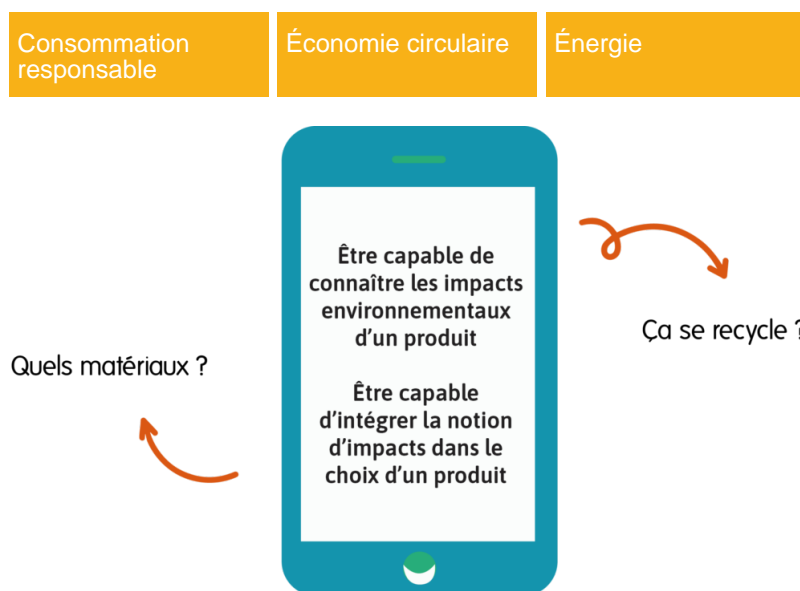 Consommation
responsable
Économie circulaire
Énergie
Être capable de
connaître les impacts
environnementaux
d’un produit
Ça se recycle ?
Quels matériaux ?
Être capable
d’intégrer la notion
d’impacts dans le
choix d’un produit